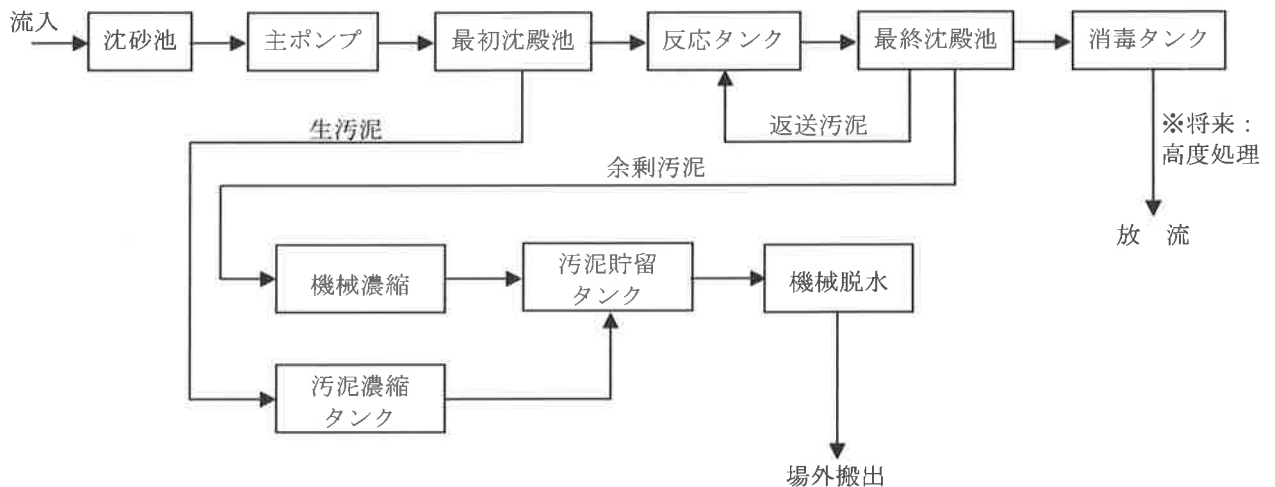 流入
沈砂池
主ポンプ
最初沈殿池
反応タンク
最終沈殿池
消毒タンク
生汚泥
返送汚泥
※将来：
高度処理
余剰汚泥
放　流
機械濃縮
汚泥貯留
タンク
機械脱水
汚泥濃縮
タンク
場外搬出